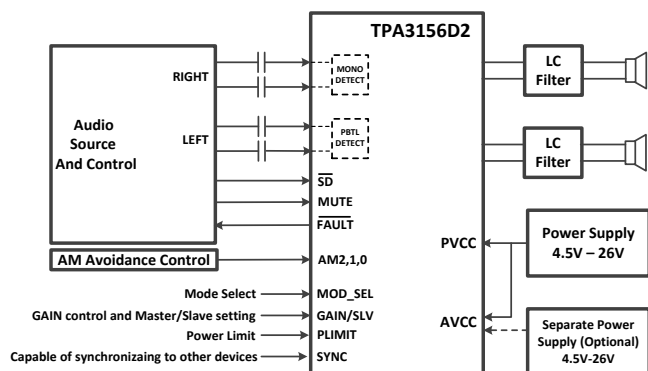 TPA3156D2
RIGHT
LEFT
Audio
Source
And Control
MONO
DETECT
PBTL
DETECT
LC
Filter
LC
Filter
SD
MUTE
FAULT
AM Avoidance Control
AM2,1,0
PVCC
Power Supply
4.5V – 26V
Mode Select
MOD_SEL
GAIN control and Master/Slave setting
GAIN/SLV
Power Limit
PLIMIT
Capable of synchronizaing to other devices
SYNC
AVCC
Separate Power
Supply (Optional)
4.5V-26V